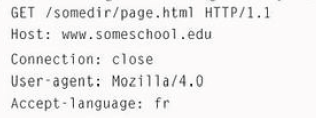 GET /somedir/page.html HTTP/1.1
Host: www.someschool.edu
Connection: close
User-agent: Mozilla/4.0
Accept-language: fr